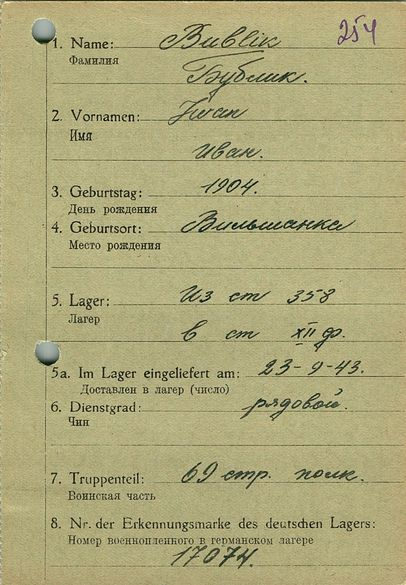 254
1. Name: Bublik
Фамилия
Бублик.
2. Vornamen: Jwan
Имя
Иван.
3. Geburtstag: 1904.
День рождения
4. Geburtsort: Вильшанка
Место рождения
5. Lager: Из ст 358
Лагер
в ст XII ф.
5a. Im Lager eingeliefert am: 23-9-43.
Доставлен в лагер (число)
6. Dienstgrad: рядовой.
Чин
7. Truppenteil: 69 стр. полк.
Воинская часть
8. Nr. der Erkennungsmarke des deutschen Lagers:
Номер военнопленного в германском лагере
17074.